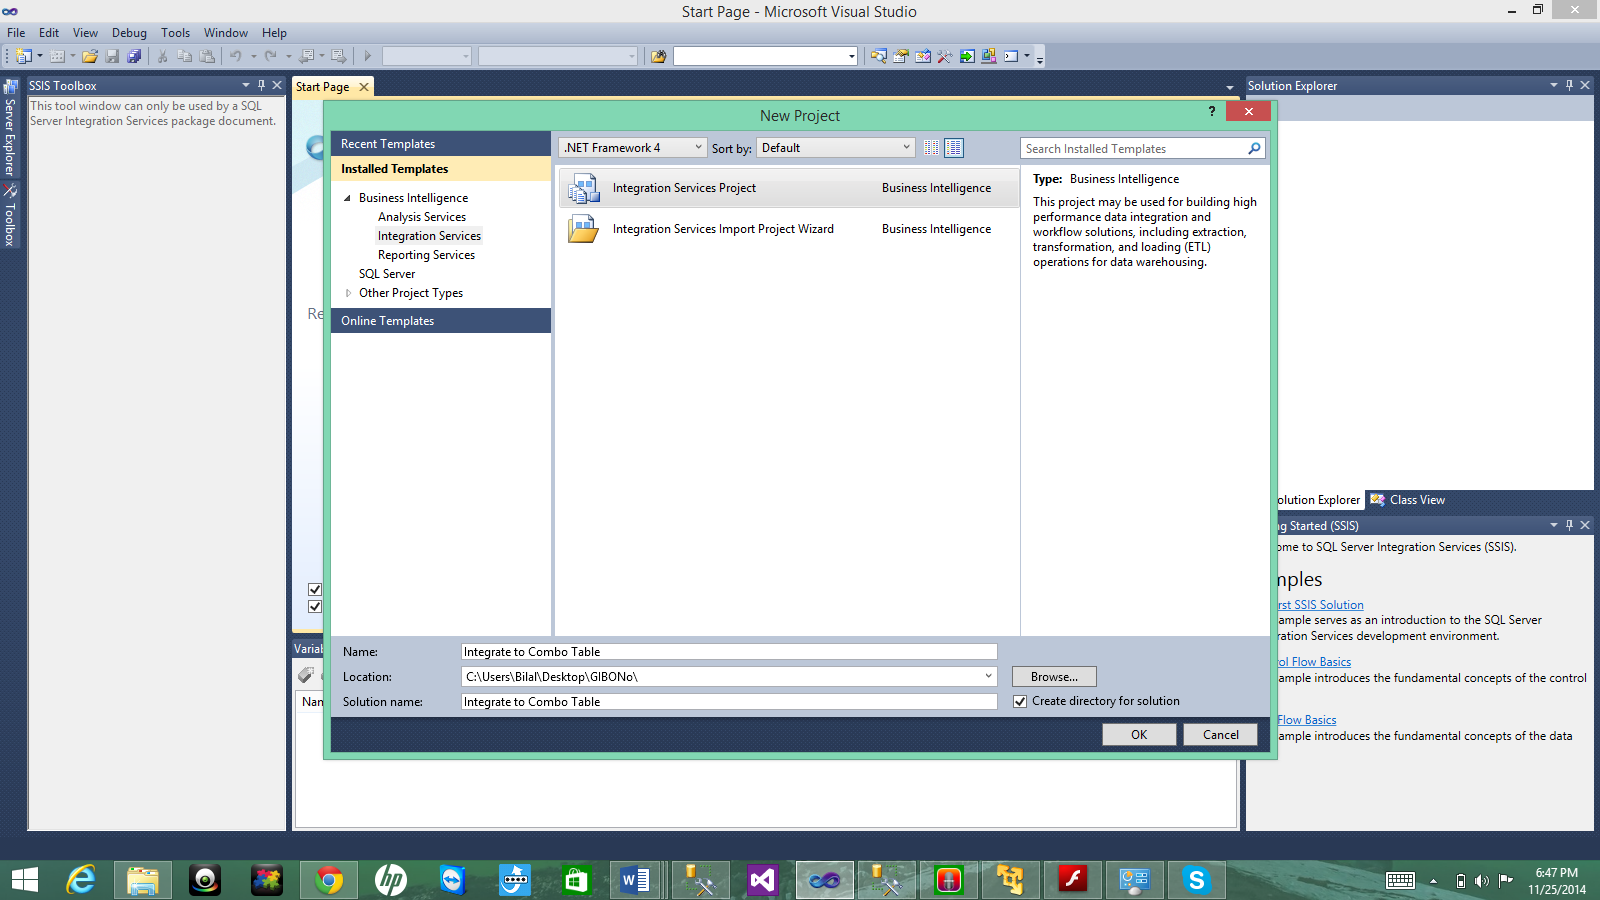 Start Page - Microsoft Visual Studio
File Edit View Debug Tools Window Help
SSIS Toolbox
This tool window can only be used by a SQL
Server Integration Services package document.
Server Explorer
Toolbox
Start Page
Solution Explorer
New Project
?
Recent Templates
Installed Templates
Business Intelligence
Analysis Services
Integration Services
Reporting Services
SQL Server
Other Project Types
Online Templates
.NET Framework 4 Sort by: Default
Search Installed Templates
Integration Services Project Business Intelligence
Integration Services Import Project Wizard Business Intelligence
Type: Business Intelligence
This project may be used for building high
performance data integration and
workflow solutions, including extraction,
transformation, and loading (ETL)
operations for data warehousing.
Re
Name: Integrate to Combo Table
Location: C:\Users\Bilal\Desktop\GIBONo\ Browse...
Solution name: Integrate to Combo Table Create directory for solution
OK Cancel
Variab
Nan
olution Explorer Class View
ng Started (SSIS)
ome to SQL Server Integration Services (SSIS).
mples
rst SSIS Solution
ample serves as an introduction to the SQL Server
ration Services development environment.
ol Flow Basics
ample introduces the fundamental concepts of the control
Flow Basics
ample introduces the fundamental concepts of the data
6:47 PM
11/25/2014